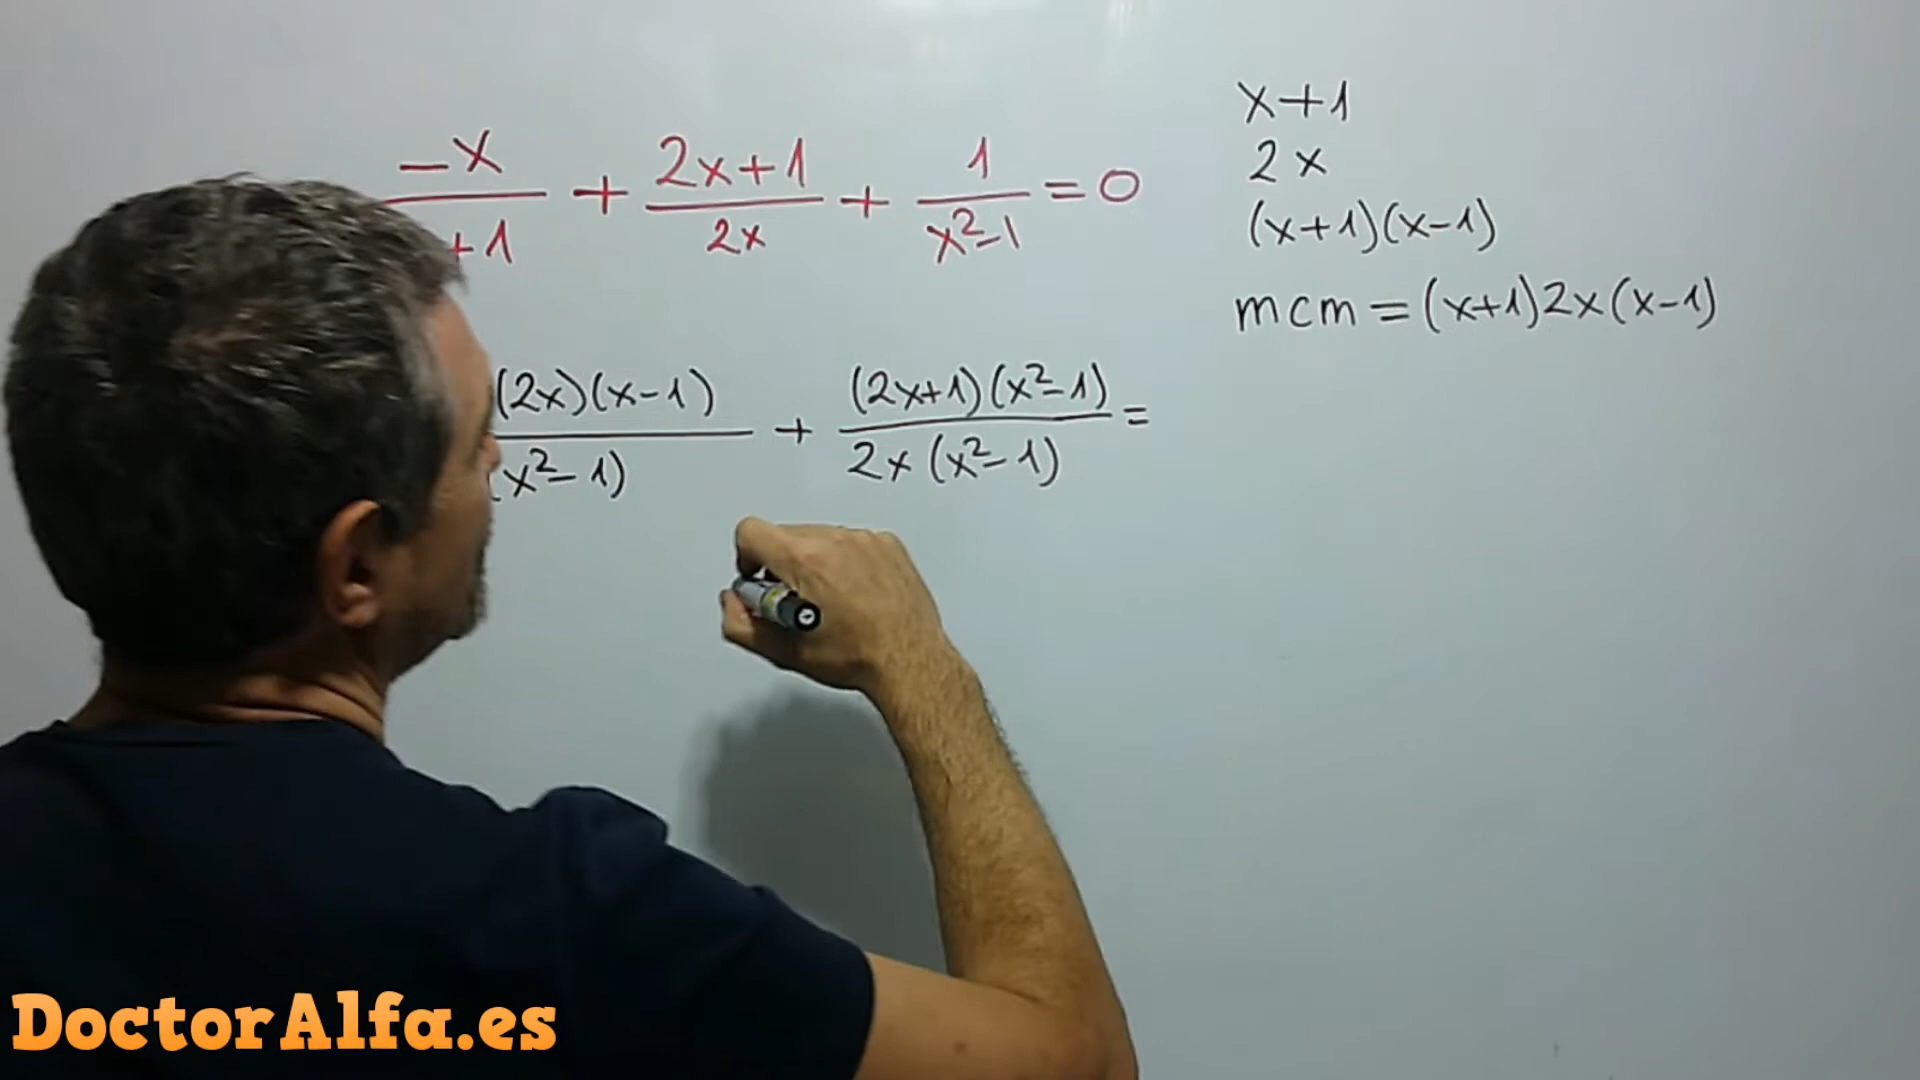 -x/+1 + 2x+1/2x + 1/x²-1 = 0
(2x)(x-1)/(x²-1) + (2x+1)(x²-1)/2x(x²-1) =
x+1
2x
(x+1)(x-1)
mcm = (x+1)2x(x-1)
DoctorAlfa.es